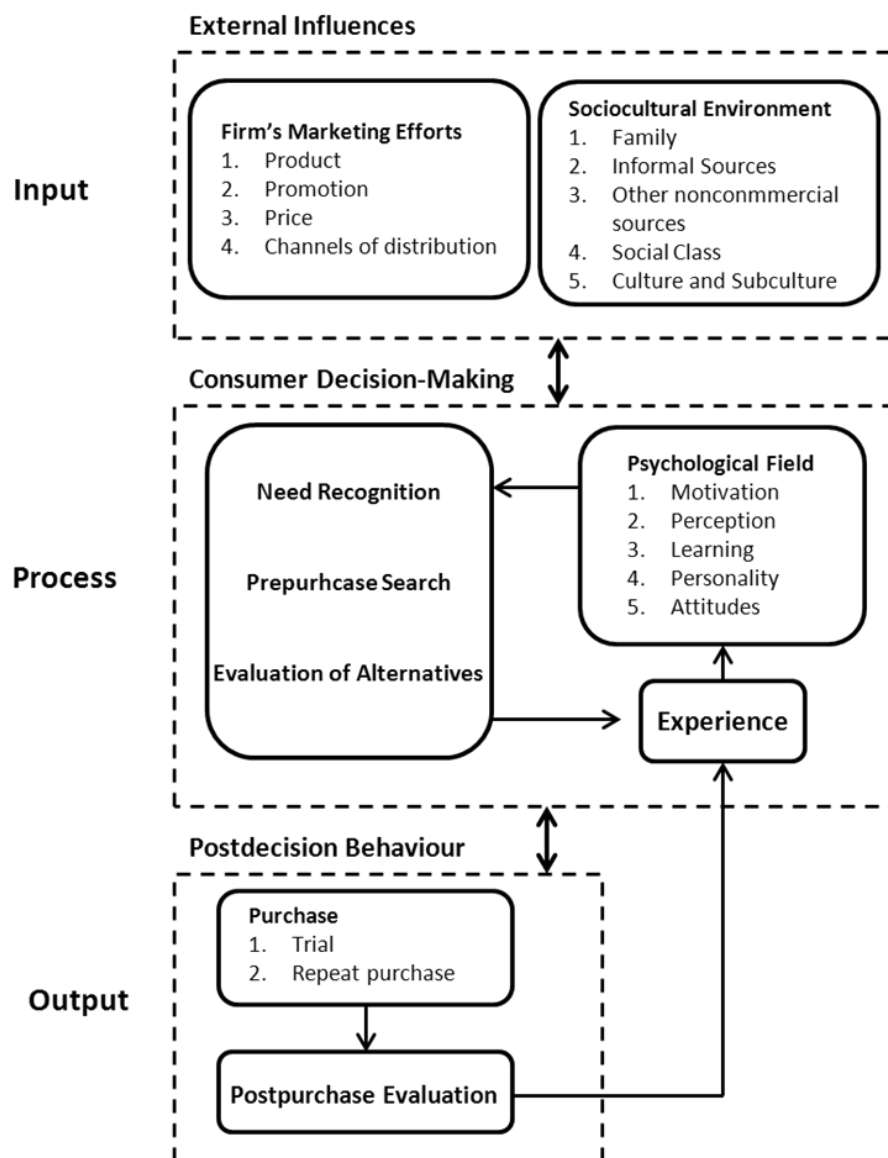 External Influences
Input
Firm's Marketing Efforts
1. Product
2. Promotion
3. Price
4. Channels of distribution
Sociocultural Environment
1. Family
2. Informal Sources
3. Other nonconmmercial
sources
4. Social Class
5. Culture and Subculture
Consumer Decision-Making
Process
Need Recognition
Prepurhcase Search
Evaluation of Alternatives
Psychological Field
1. Motivation
2. Perception
3. Learning
4. Personality
5. Attitudes
Experience
Postdecision Behaviour
Output
Purchase
1. Trial
2. Repeat purchase
Postpurchase Evaluation